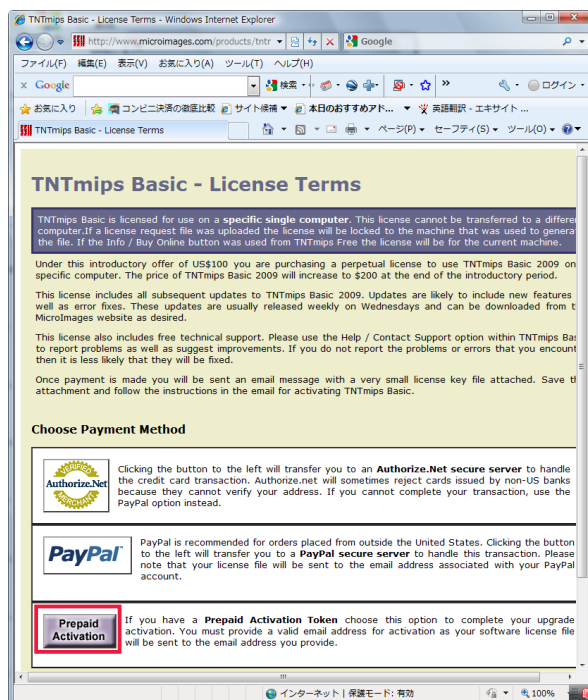 TNTmips Basic - License Terms - Windows Internet Explorer
http://www.microimages.com/products/tntr
Google
ファイル(F) 編集(E) 表示(V) お気に入り(A) ツール(T) ヘルプ(H)
x Google 検索 ログイン
お気に入り コンビニ決済の徹底比較 サイト候補 本日のおすすめアド... 英語翻訳 - エキサイト ...
TNTmips Basic - License Terms ページ(P) セーフティ(S) ツール(O)
TNTmips Basic - License Terms
TNTmips Basic is licensed for use on a specific single computer. This license cannot be transferred to a differen
computer.If a license request file was uploaded the license will be locked to the machine that was used to generat
the file. If the Info / Buy Online button was used from TNTmips Free the license will be for the current machine.
Under this introductory offer of US$100 you are purchasing a perpetual license to use TNTmips Basic 2009 on
specific computer. The price of TNTmips Basic 2009 will increase to $200 at the end of the introductory period.
This license includes all subsequent updates to TNTmips Basic 2009. Updates are likely to include new features
well as error fixes. These updates are usually released weekly on Wednesdays and can be downloaded from t
MicroImages website as desired.
This license also includes free technical support. Please use the Help / Contact Support option within TNTmips Bas
to report problems as well as suggest improvements. If you do not report the problems or errors that you encount
then it is less likely that they will be fixed.
Once payment is made you will be sent an email message with a very small license key file attached. Save th
attachment and follow the instructions in the email for activating TNTmips Basic.
Choose Payment Method
VERIFIED
Authorize.Net
MERCHANT
Clicking the button to the left will transfer you to an Authorize.Net secure server to handle
the credit card transaction. Authorize.net will sometimes reject cards issued by non-US banks
because they cannot verify your address. If you cannot complete your transaction, use the
PayPal option instead.
PayPal
PayPal is recommended for orders placed from outside the United States. Clicking the button
to the left will transfer you to a PayPal secure server to handle this transaction. Please
note that your license file will be sent to the email address associated with your PayPal
account.
Prepaid
Activation
If you have a Prepaid Activation Token choose this option to complete your upgrade
activation. You must provide a valid email address for activation as your software license file
will be sent to the email address you provide.
インターネット | 保護モード: 有効 100%